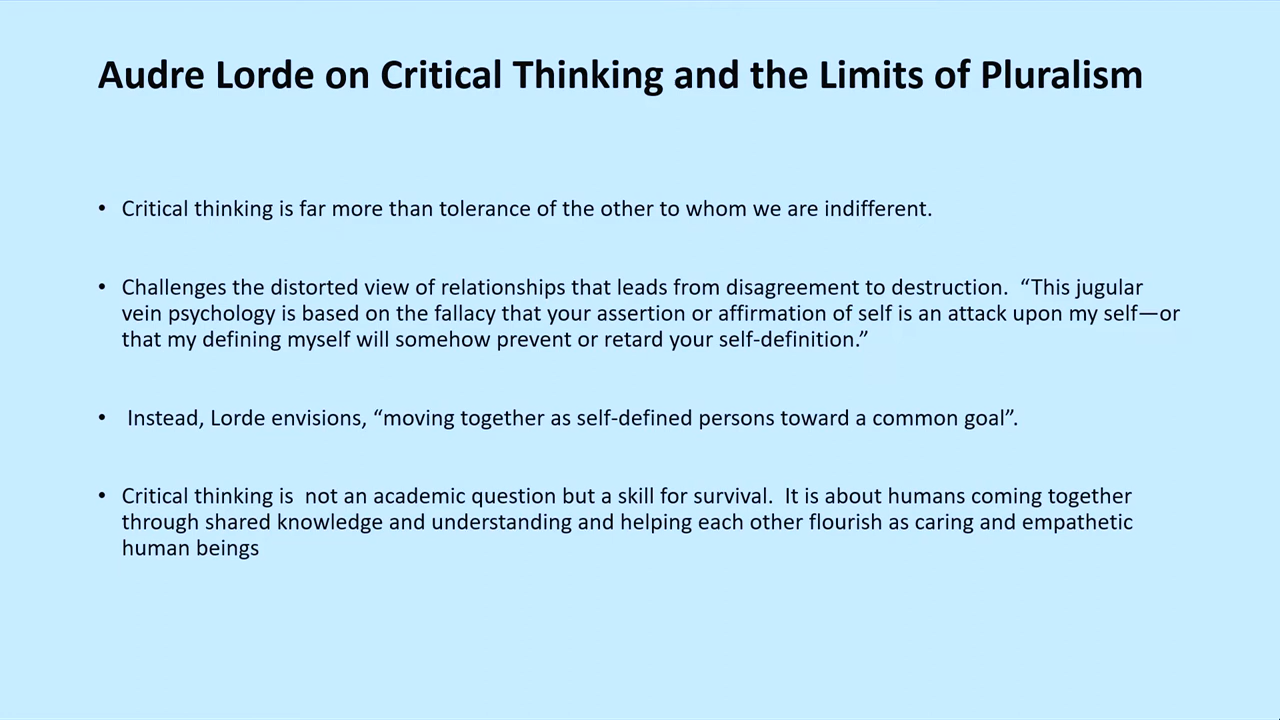 Audre Lorde on Critical Thinking and the Limits of Pluralism
• Critical thinking is far more than tolerance of the other to whom we are indifferent.
• Challenges the distorted view of relationships that leads from disagreement to destruction.  “This jugular
vein psychology is based on the fallacy that your assertion or affirmation of self is an attack upon my self—or
that my defining myself will somehow prevent or retard your self-definition.”
•  Instead, Lorde envisions, “moving together as self-defined persons toward a common goal”.
• Critical thinking is  not an academic question but a skill for survival.  It is about humans coming together
through shared knowledge and understanding and helping each other flourish as caring and empathetic
human beings